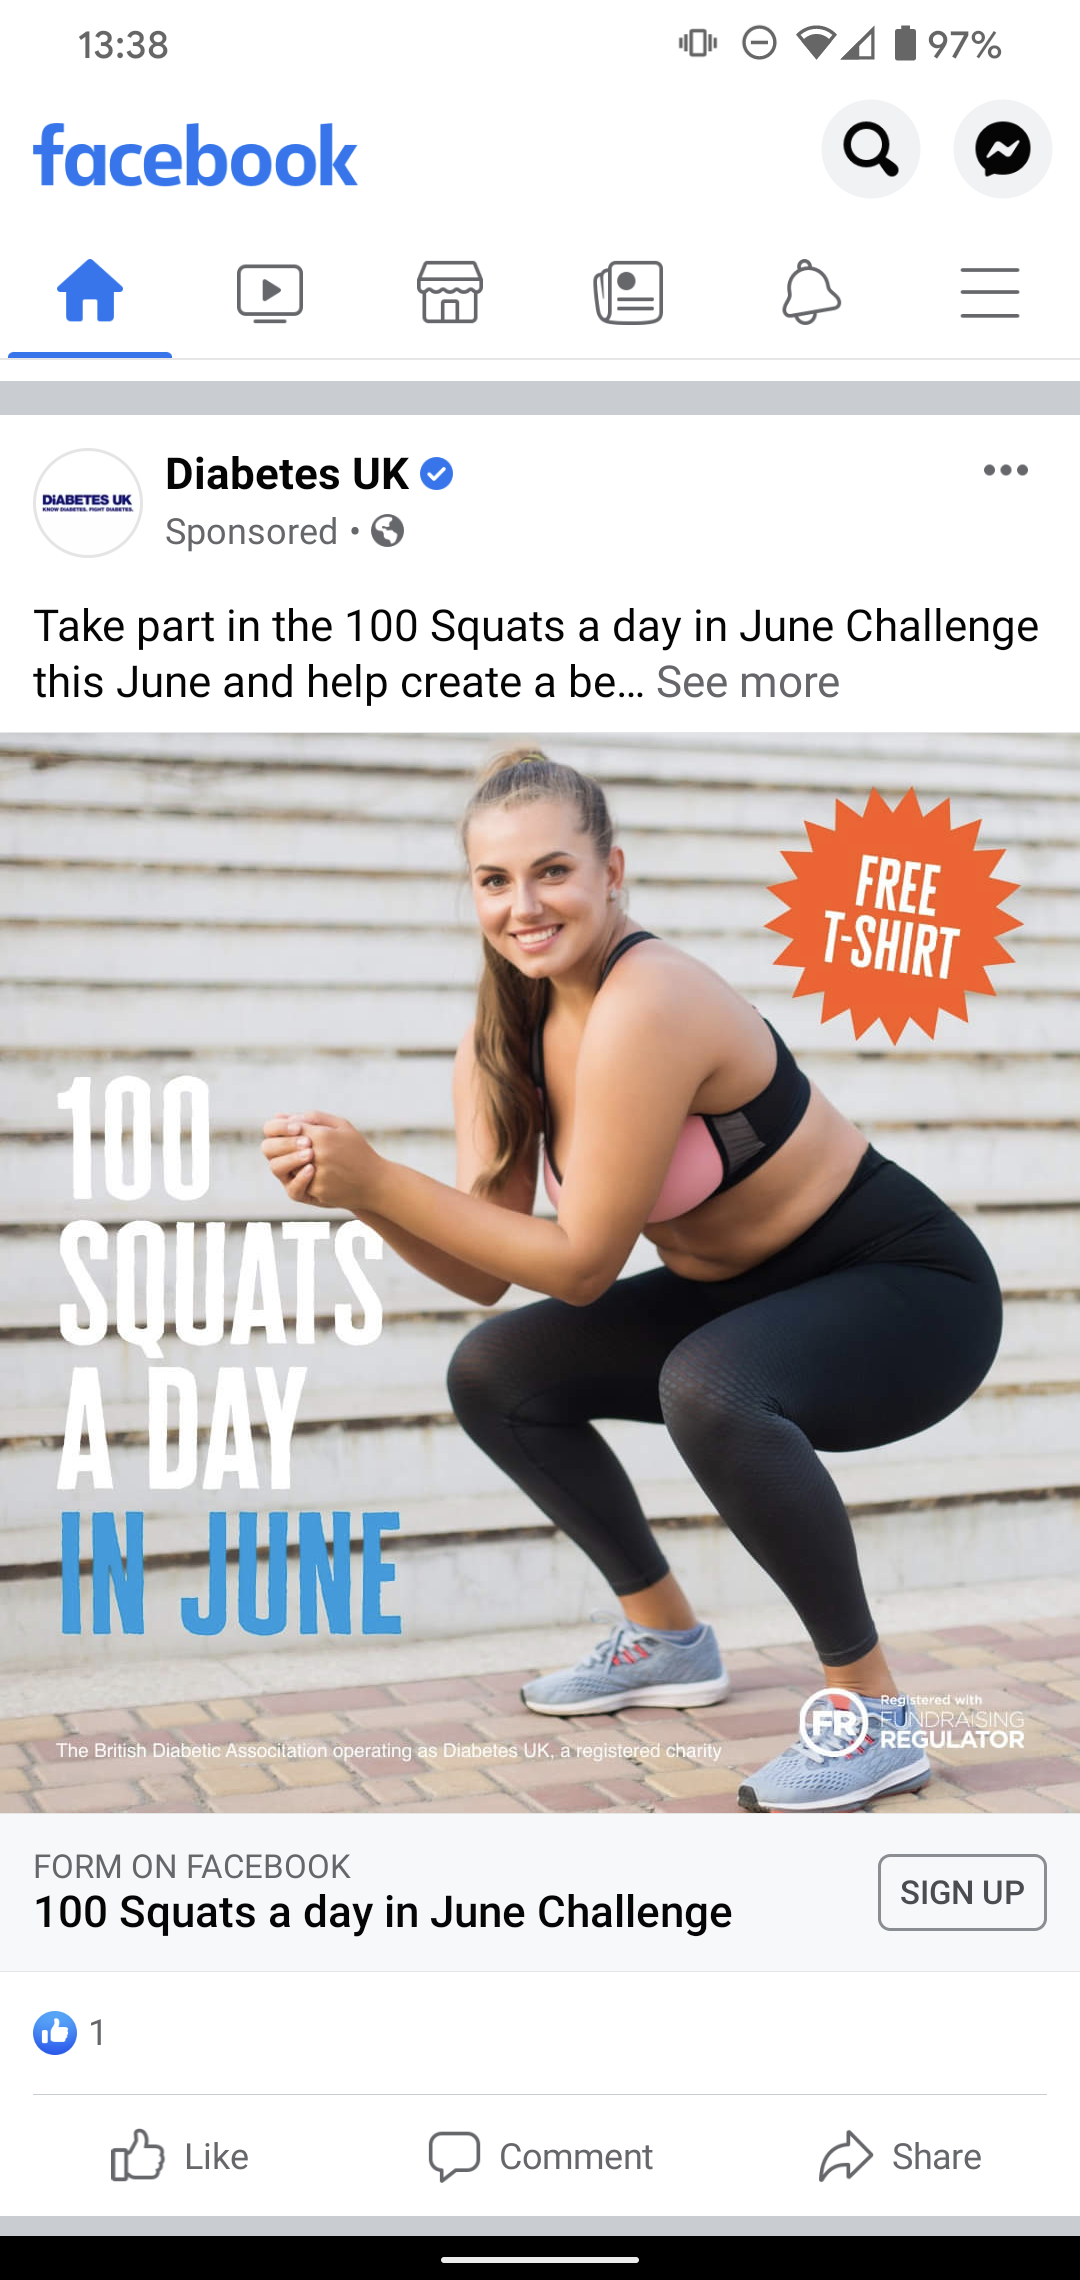 13:38
97%
facebook
DiABETES UK
KNOW DIABETES. FIGHT DIABETES.
Diabetes UK
Sponsored •
Take part in the 100 Squats a day in June Challenge
this June and help create a be... See more
FREE
T-SHIRT
100
SQUATS
A DAY
IN JUNE
The British Diabetic Associtation operating as Diabetes UK, a registered charity
FR
Registered with
FUNDRAISING
REGULATOR
FORM ON FACEBOOK
100 Squats a day in June Challenge
SIGN UP
1
Like
Comment
Share